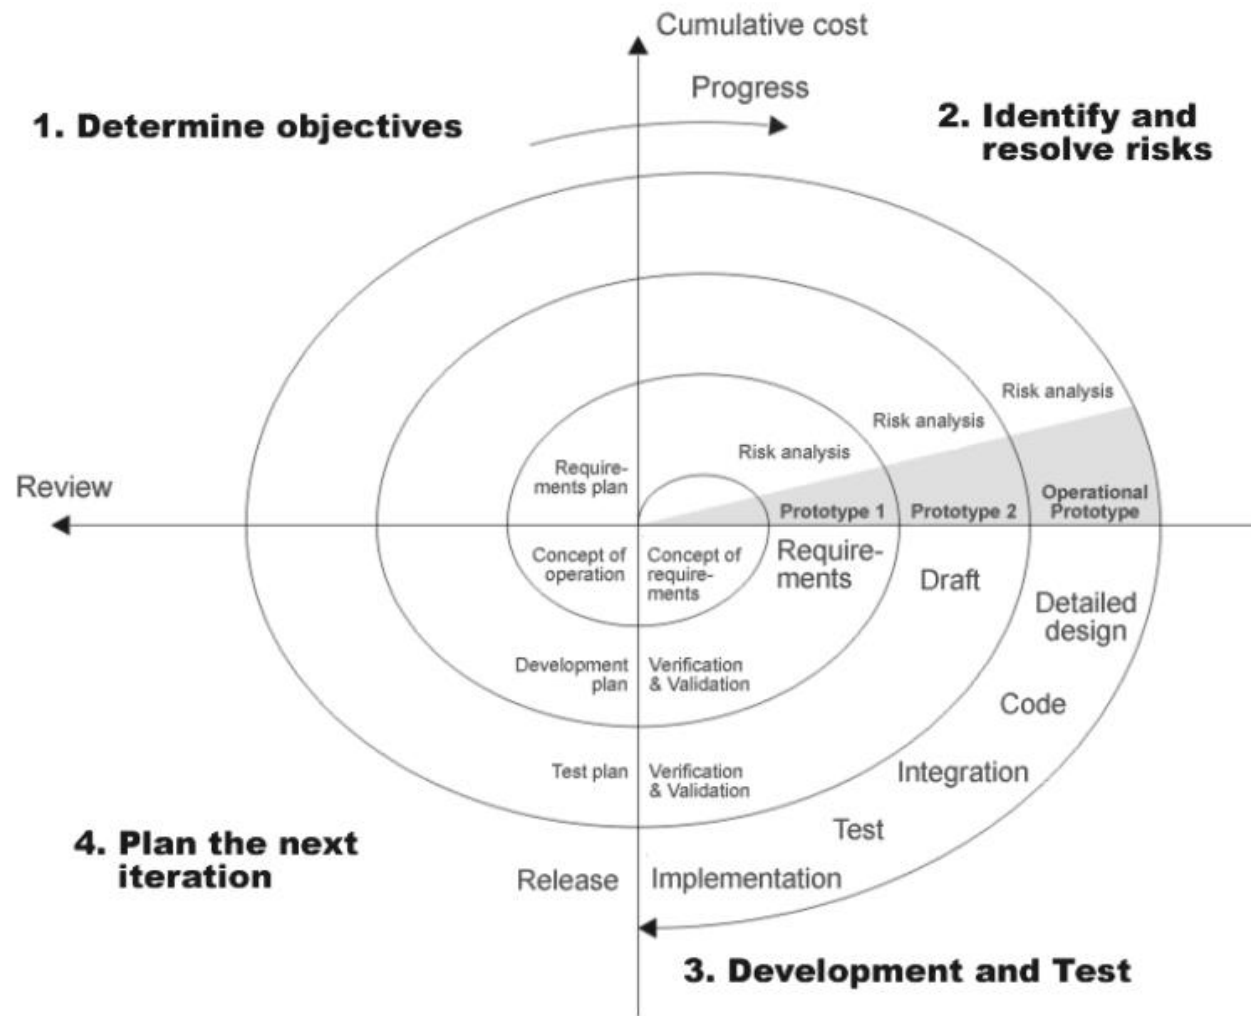 Cumulative cost
Progress
1. Determine objectives
2. Identify and
resolve risks
Risk analysis
Risk analysis
Risk analysis
Require-
ments plan
Review
Prototype 1
Prototype 2
Operational
Prototype
Concept of
operation
Concept of
require-
ments
Require-
ments
Draft
Detailed
design
Development
plan
Verification
& Validation
Code
Test plan
Verification
& Validation
Integration
Test
4. Plan the next
iteration
Release
Implementation
3. Development and Test